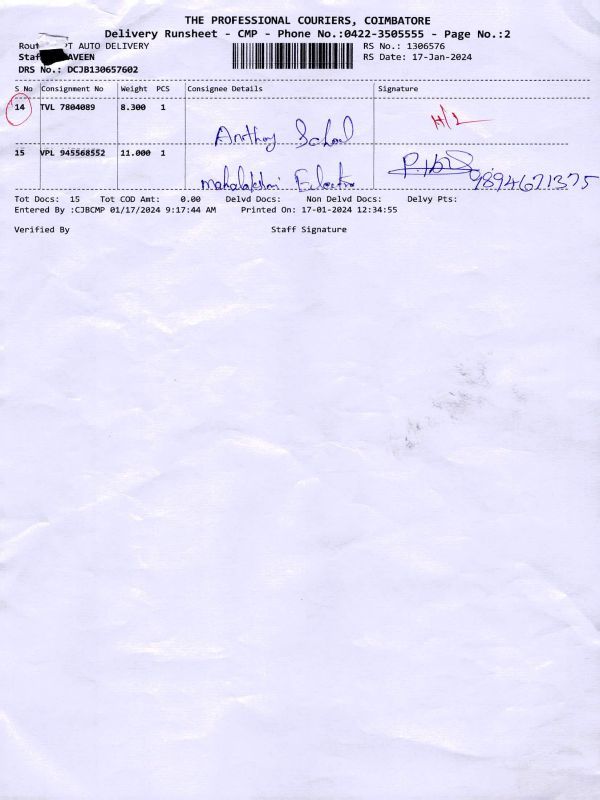 THE PROFESSIONAL COURIERS, COIMBATORE
Delivery Runsheet - CMP - Phone No.:0422-3505555 - Page No.:2
Rout PT AUTO DELIVERY RS No.: 1306576
Staf AVEEN RS Date: 17-Jan-2024
DRS No.: DCJB130657602
S No Consignment No Weight PCS Consignee Details Signature
14 TVL 7804089 8.300 1 H/L
Anthony School
15 VPL 945568552 11.000 1
Mahalakshmi 9894671375
Tot Docs: 15 Tot COD Amt: 0.00 Delvd Docs: Non Delvd Docs: Delvy Pts:
Entered By :CJBCMP 01/17/2024 9:17:44 AM Printed On: 17-01-2024 12:34:55
Verified By Staff Signature